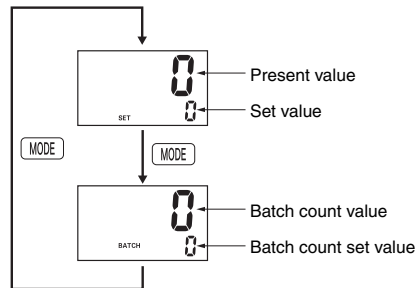 0
Present value
SET
0
Set value
MODE
MODE
0
Batch count value
BATCH
0
Batch count set value